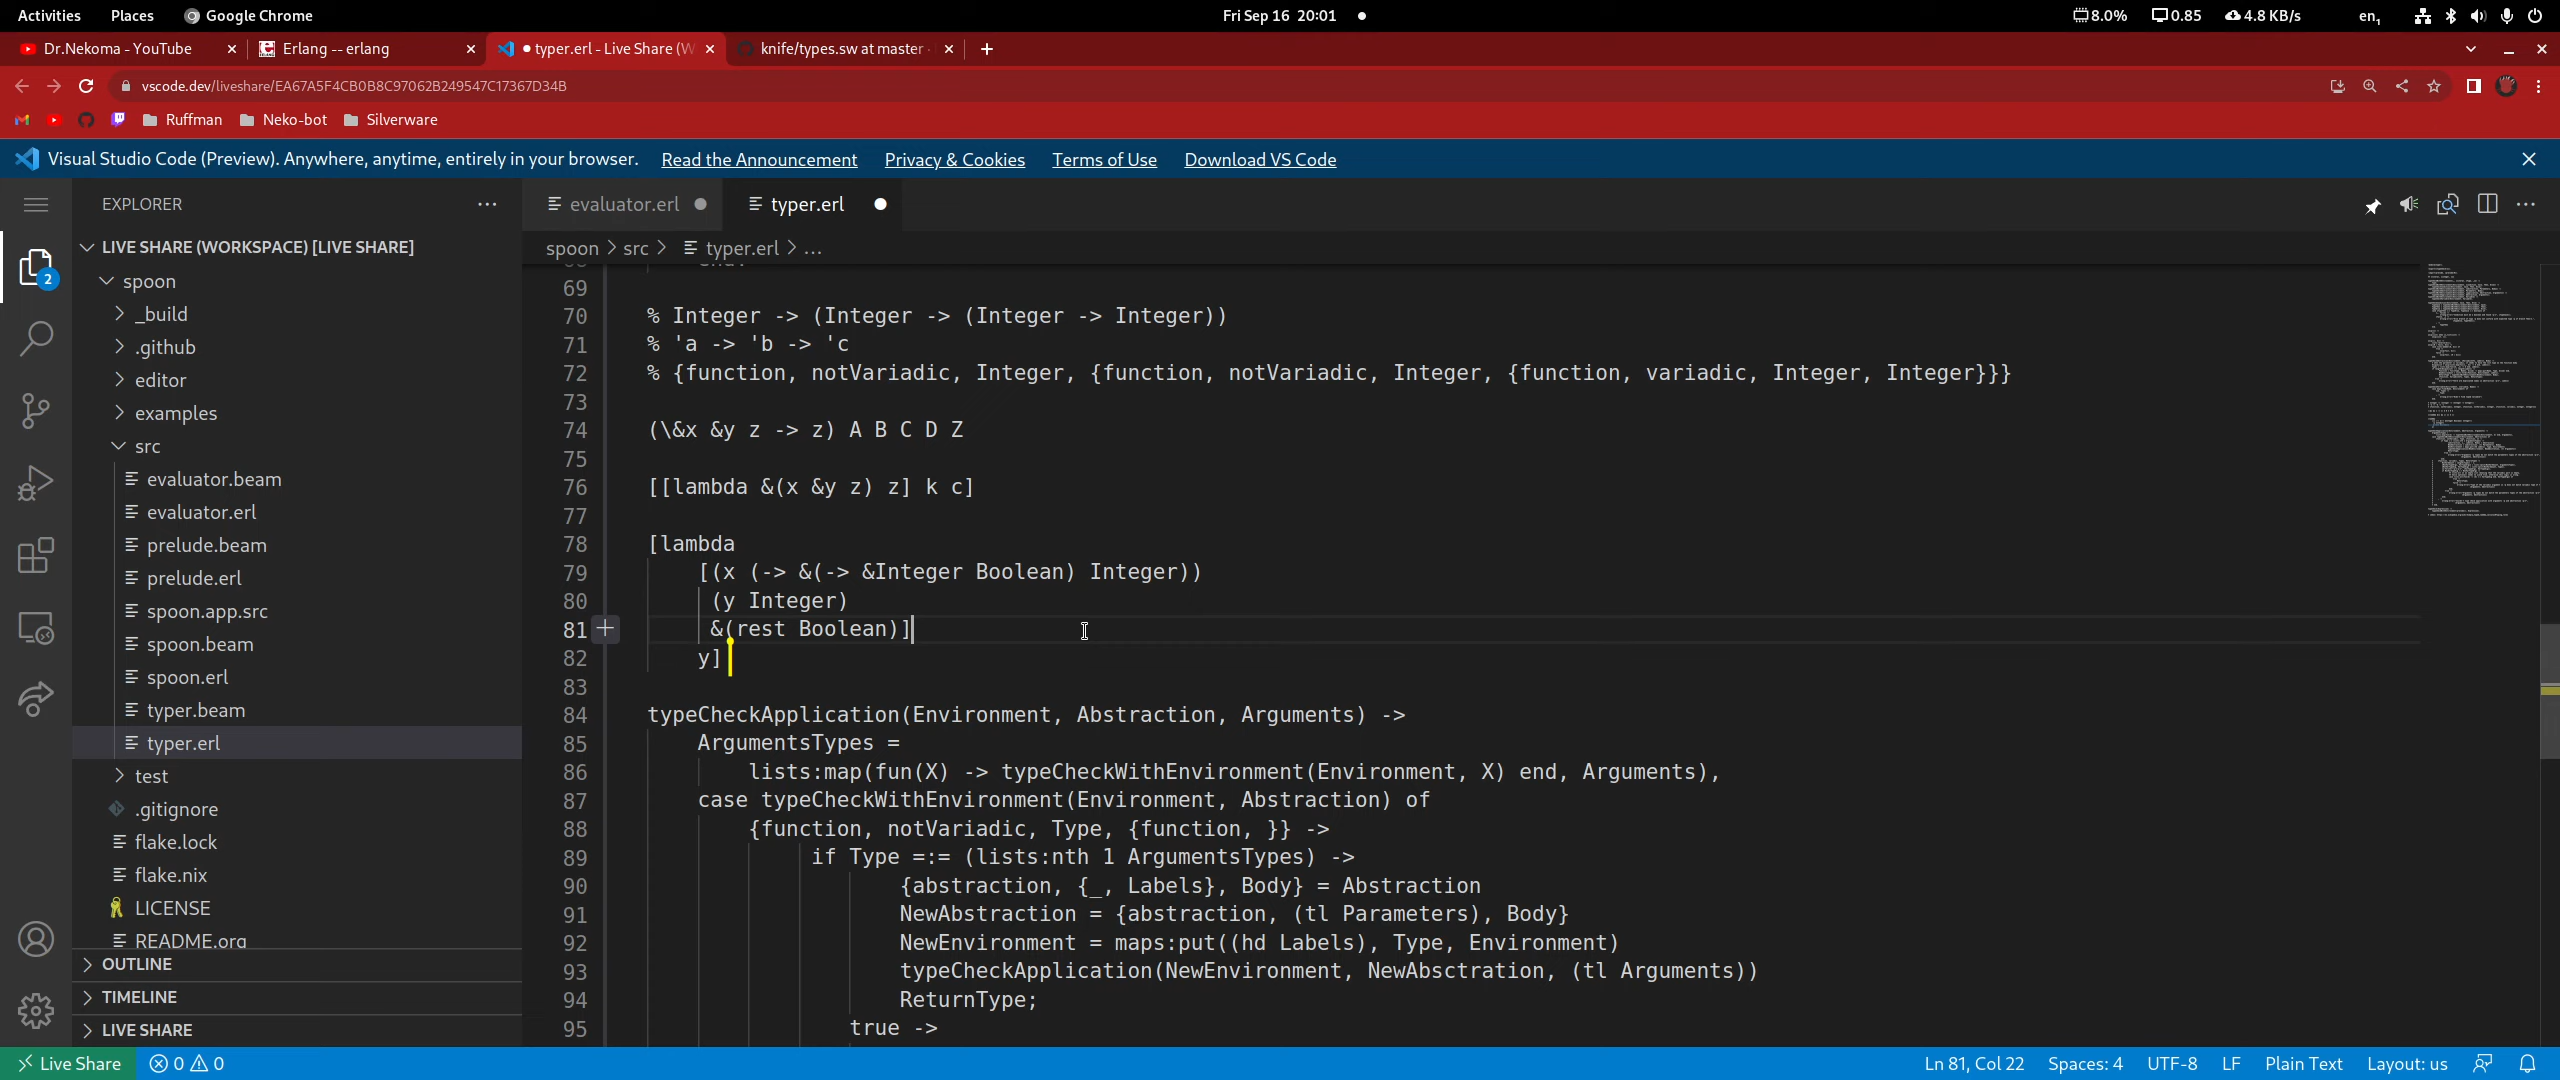 Activities Places Google Chrome Fri Sep 16 20:01 8.0% 0.85 4.8 KB/s en1
Dr.Nekoma - YouTube Erlang -- erlang typer.erl - Live Share (W knife/types.sw at master
vscode.dev/liveshare/EA67A5F4CB0B8C97062B249547C17367D34B
Ruffman Neko-bot Silverware
Visual Studio Code (Preview). Anywhere, anytime, entirely in your browser. Read the Announcement Privacy & Cookies Terms of Use Download VS Code
EXPLORER
LIVE SHARE (WORKSPACE) [LIVE SHARE]
spoon
_build
.github
editor
examples
src
evaluator.beam
evaluator.erl
prelude.beam
prelude.erl
spoon.app.src
spoon.beam
spoon.erl
typer.beam
typer.erl
test
.gitignore
flake.lock
flake.nix
LICENSE
README.org
OUTLINE
TIMELINE
LIVE SHARE
2
evaluator.erl typer.erl
spoon > src > typer.erl > ...
69
70 % Integer -> (Integer -> (Integer -> Integer))
71 % 'a -> 'b -> 'c
72 % {function, notVariadic, Integer, {function, notVariadic, Integer, {function, variadic, Integer, Integer}}}
73
74 (\&x &y z -> z) A B C D Z
75
76 [[lambda &(x &y z) z] k c]
77
78 [lambda
79 [(x (-> &(-> &Integer Boolean) Integer))
80 (y Integer)
81 &(rest Boolean)]
82 y]
83
84 typeCheckApplication(Environment, Abstraction, Arguments) ->
85 ArgumentsTypes =
86 lists:map(fun(X) -> typeCheckWithEnvironment(Environment, X) end, Arguments),
87 case typeCheckWithEnvironment(Environment, Abstraction) of
88 {function, notVariadic, Type, {function, }} ->
89 if Type =:= (lists:nth 1 ArgumentsTypes) ->
90 {abstraction, {_, Labels}, Body} = Abstraction
91 NewAbstraction = {abstraction, (tl Parameters), Body}
92 NewEnvironment = maps:put((hd Labels), Type, Environment)
93 typeCheckApplication(NewEnvironment, NewAbsctration, (tl Arguments))
94 ReturnType;
95 true ->
Live Share 0 0 Ln 81, Col 22 Spaces: 4 UTF-8 LF Plain Text Layout: us